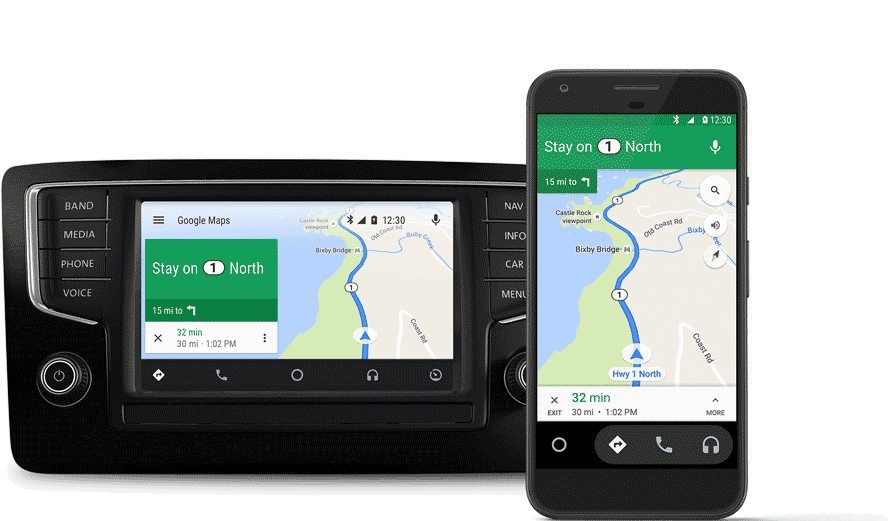 BAND
MEDIA
PHONE
VOICE
Google Maps
12:30
Stay on 1 North
15 mi to
32 min
30 mi · 1:02 PM
Castle Rock
viewpoint
Bixby Bridge
Old Coast Rd
Bixby Creek
1
1
Coast Rd
NAV
INFO
CAR
MENU
12:30
Stay on 1 North
15 mi to
Castle Rock
viewpoint
Old Coast Rd
Bixby Bridge
1
1
Coast Rd
Hwy 1 North
EXIT
32 min
30 mi • 1:02 PM
MORE